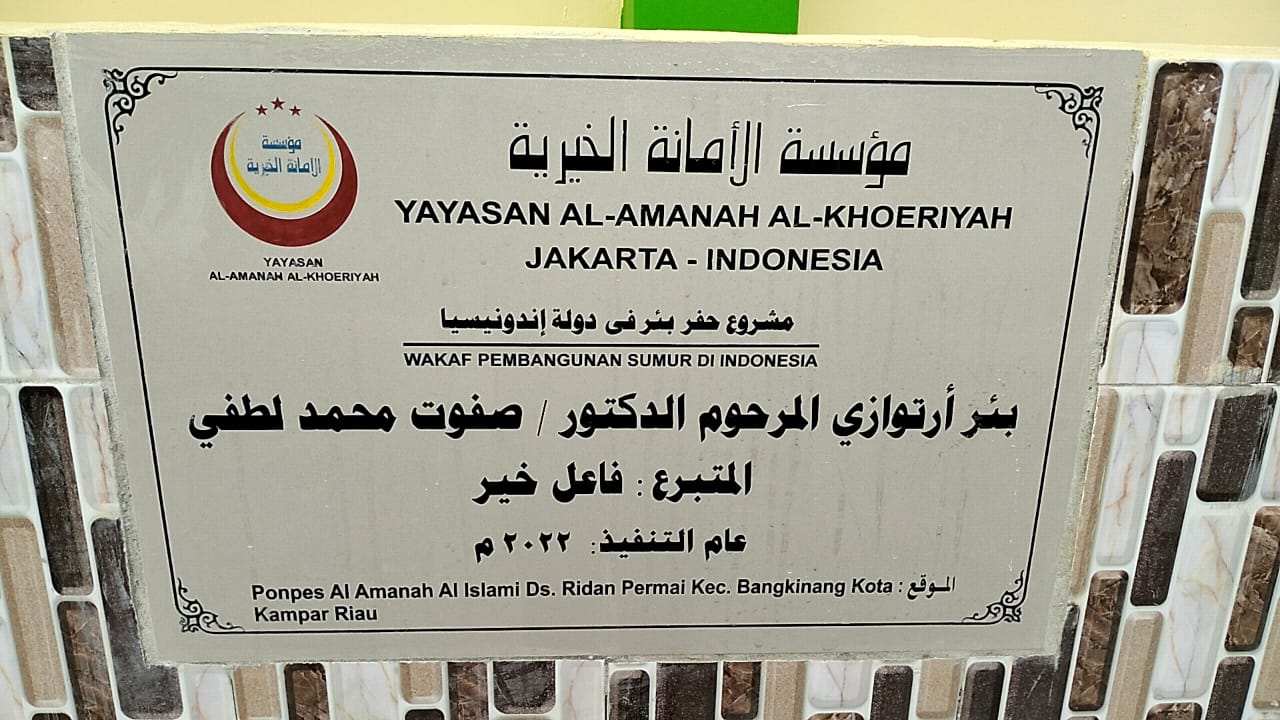 مؤسسة
الأمانة الخيرية
YAYASAN
AL-AMANAH AL-KHOERIYAH
مؤسسة الأمانة الخيرية
YAYASAN AL-AMANAH AL-KHOERIYAH
JAKARTA - INDONESIA
مشروع حفر بئر فى دولة إندونيسيا
WAKAF PEMBANGUNAN SUMUR DI INDONESIA
بئر أرتوازي المرحوم الدكتور / صفوت محمد لطفي
المتبرع : فاعل خير
عام التنفيذ: ٢٠٢٢ م
الموقع : Ponpes Al Amanah Al Islami Ds. Ridan Permai Kec. Bangkinang Kota
Kampar Riau